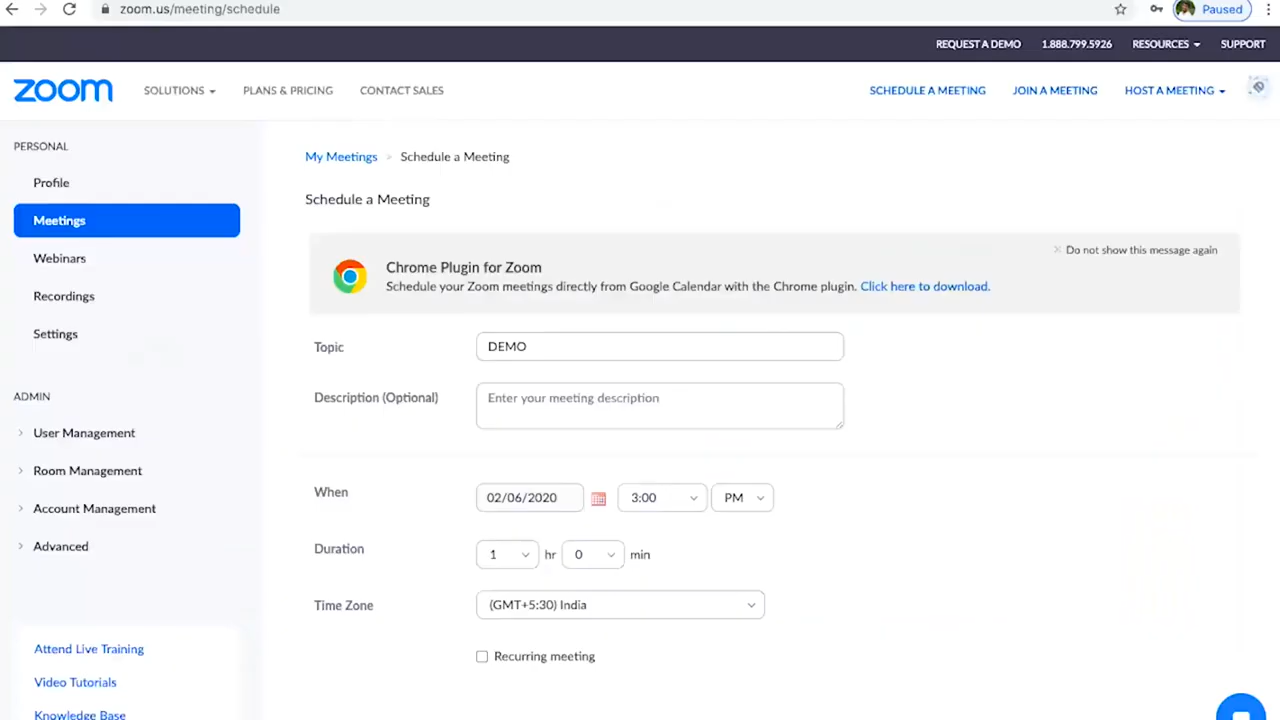 zoom.us/meeting/schedule
Paused
REQUEST A DEMO 1.888.799.5926 RESOURCES SUPPORT
zoom SOLUTIONS PLANS & PRICING CONTACT SALES SCHEDULE A MEETING JOIN A MEETING HOST A MEETING
PERSONAL
Profile
Meetings
Webinars
Recordings
Settings
ADMIN
User Management
Room Management
Account Management
Advanced
Attend Live Training
Video Tutorials
Knowledge Base
My Meetings > Schedule a Meeting
Schedule a Meeting
× Do not show this message again
Chrome Plugin for Zoom
Schedule your Zoom meetings directly from Google Calendar with the Chrome plugin. Click here to download.
Topic DEMO
Description (Optional) Enter your meeting description
When 02/06/2020 3:00 PM
Duration 1 hr 0 min
Time Zone (GMT+5:30) India
Recurring meeting